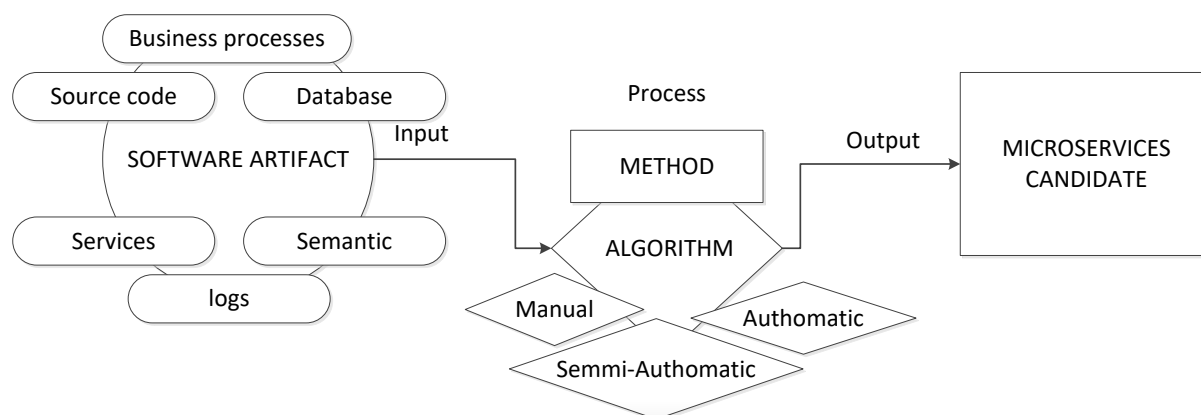 Business processes
Source code
Database
SOFTWARE ARTIFACT
Services
Semantic
logs
Input
Process
METHOD
ALGORITHM
Manual
Authomatic
Semmi-Authomatic
Output
MICROSERVICES
CANDIDATE